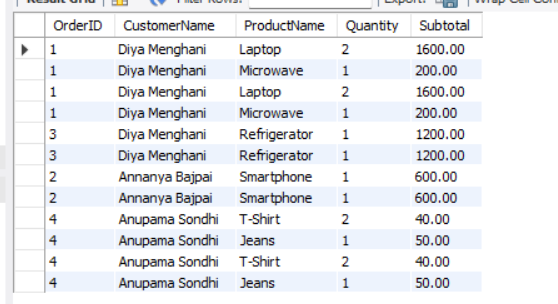 Result Grid Filter Rows: Export: Wrap Cell Con
OrderID CustomerName ProductName Quantity Subtotal
1 Diya Menghani Laptop 2 1600.00
1 Diya Menghani Microwave 1 200.00
1 Diya Menghani Laptop 2 1600.00
1 Diya Menghani Microwave 1 200.00
3 Diya Menghani Refrigerator 1 1200.00
3 Diya Menghani Refrigerator 1 1200.00
2 Annanya Bajpai Smartphone 1 600.00
2 Annanya Bajpai Smartphone 1 600.00
4 Anupama Sondhi T-Shirt 2 40.00
4 Anupama Sondhi Jeans 1 50.00
4 Anupama Sondhi T-Shirt 2 40.00
4 Anupama Sondhi Jeans 1 50.00